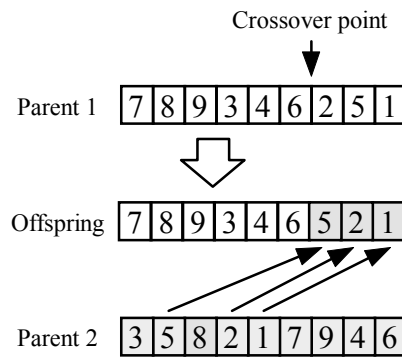 Crossover point
Parent 1 7 8 9 3 4 6 2 5 1
Offspring 7 8 9 3 4 6 5 2 1
Parent 2 3 5 8 2 1 7 9 4 6